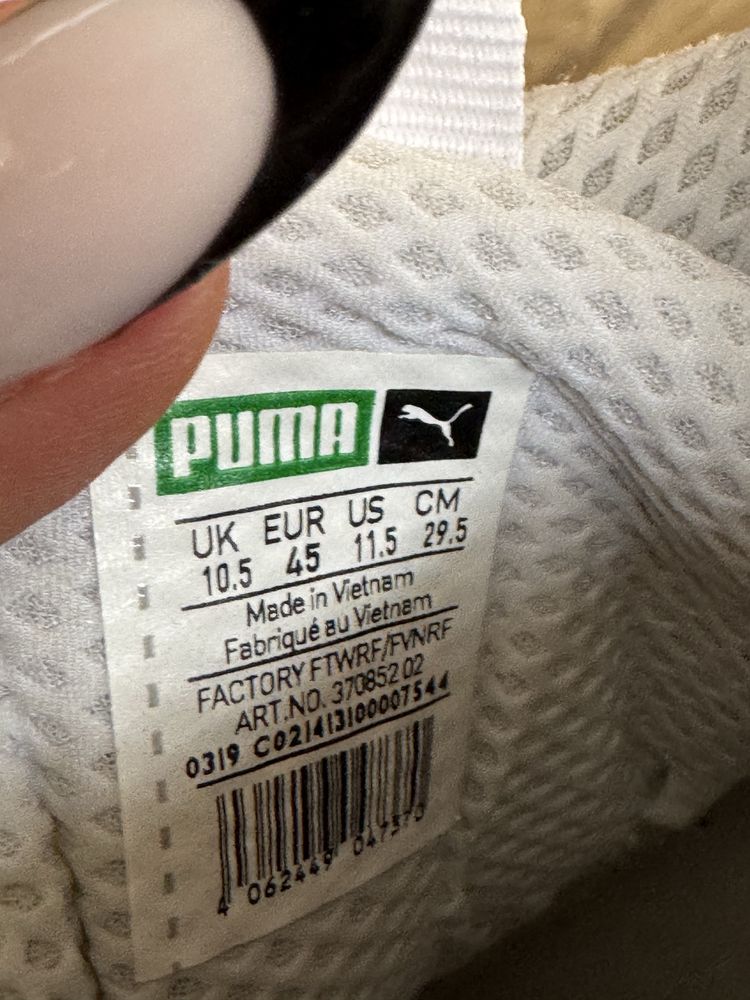 PUMA
UK EUR US CM
10.5 45 11.5 29.5
Made in Vietnam
Fabriqué au Vietnam
FACTORY FTWRF/FVNRF
ART.NO. 370852 02
0319 C021413100007544
4 062449 047370